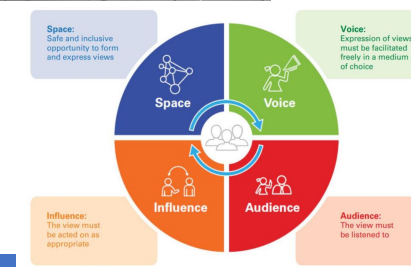 Space:
Safe and inclusive
opportunity to form
and express views
Voice:
Expression of views
must be facilitated
freely in a medium
of choice
Space
Voice
Influence
Audience
Influence:
The view must
be acted on as
appropriate
Audience:
The view must
be listened to